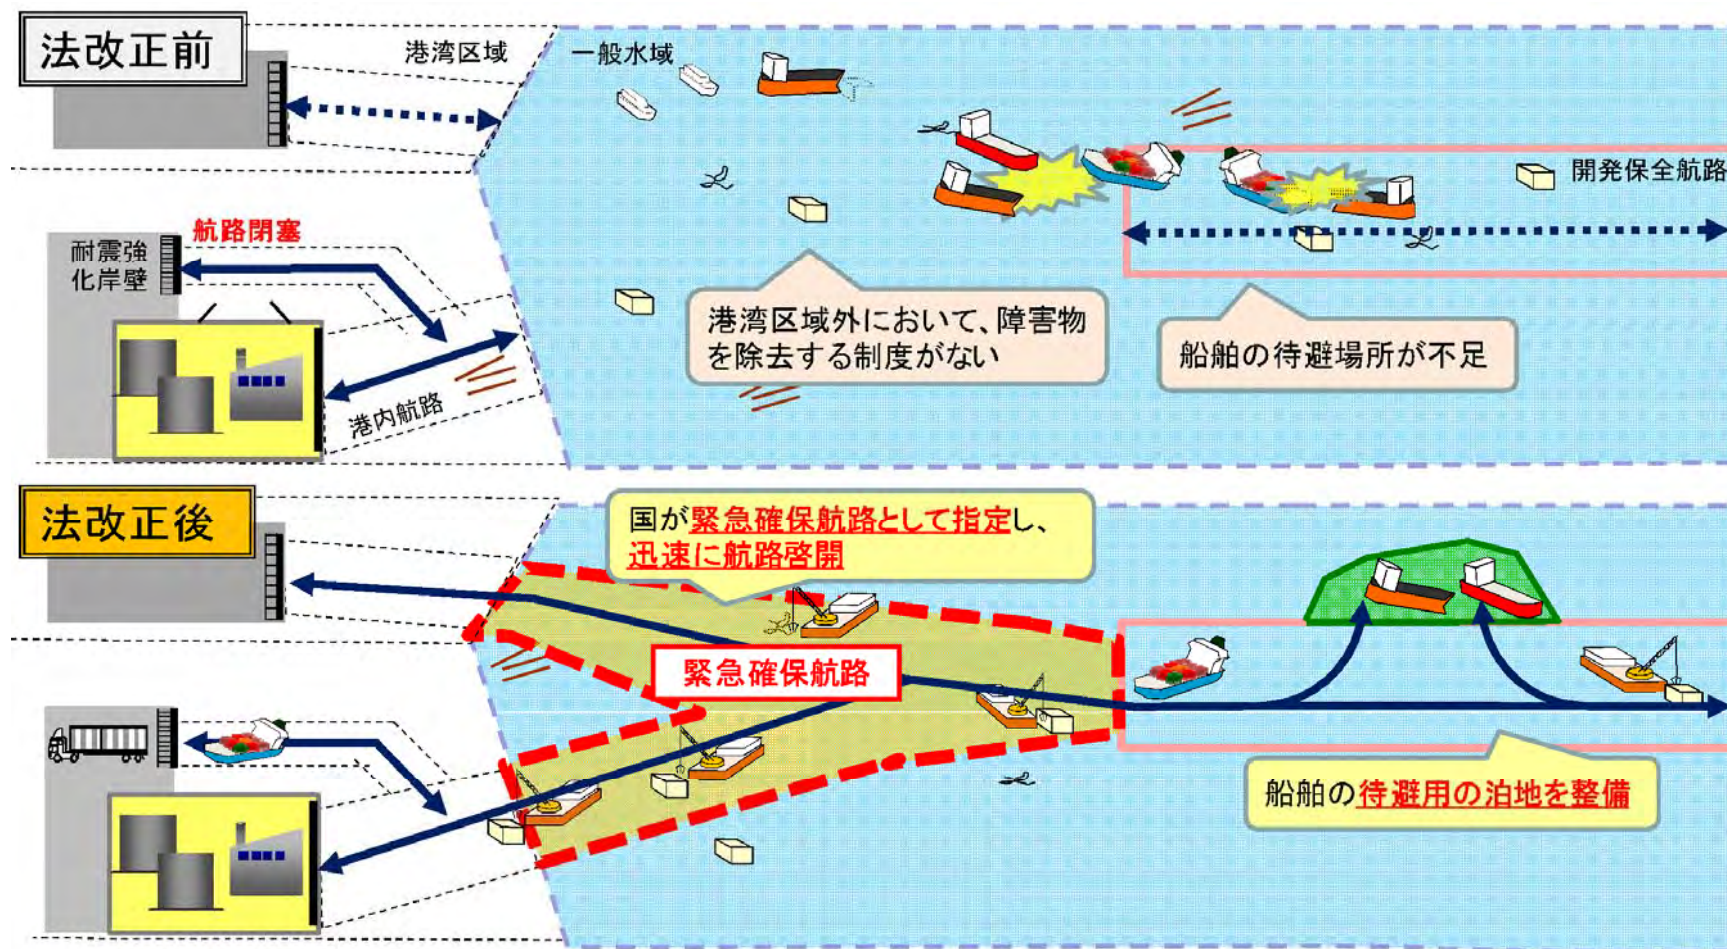 法改正前
港湾区域
一般水域
開発保全航路
航路閉塞
耐震強
化岸壁
港湾区域外において、障害物
を除去する制度がない
船舶の待避場所が不足
港内航路
法改正後
国が緊急確保航路として指定し、
迅速に航路啓開
緊急確保航路
船舶の待避用の泊地を整備